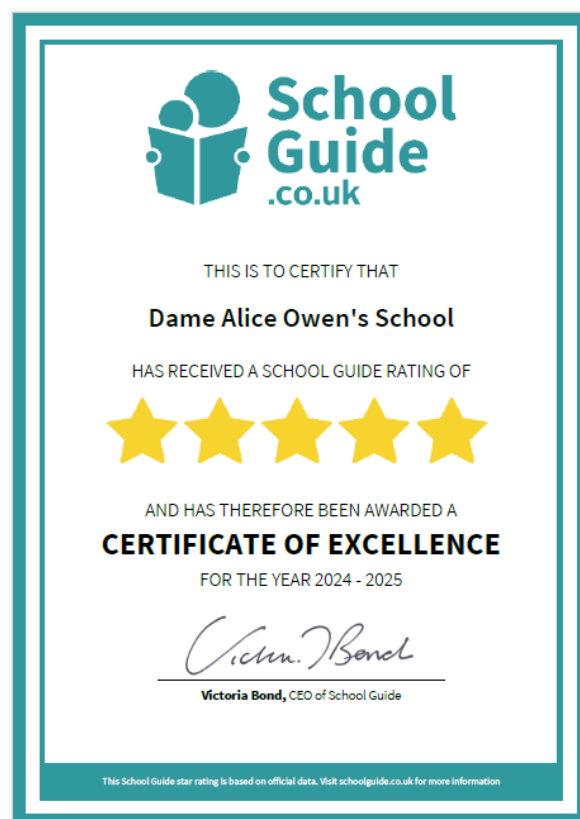 School
Guide
.co.uk
THIS IS TO CERTIFY THAT
Dame Alice Owen's School
HAS RECEIVED A SCHOOL GUIDE RATING OF
AND HAS THEREFORE BEEN AWARDED A
CERTIFICATE OF EXCELLENCE
FOR THE YEAR 2024 - 2025
Victoria Bond, CEO of School Guide
This School Guide star rating is based on official data. Visit schoolguide.co.uk for more information